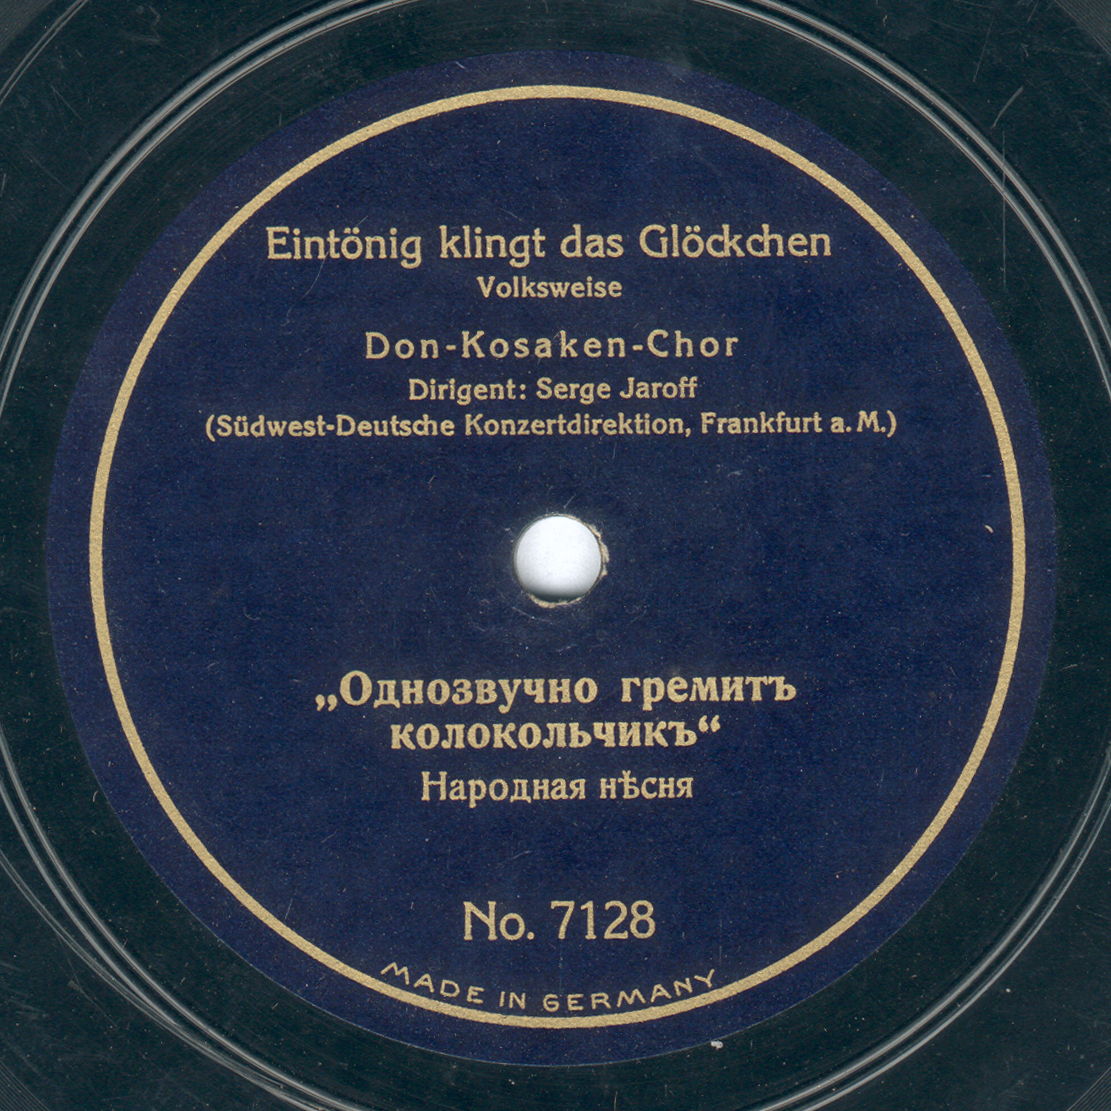 Eintönig klingt das Glöckchen
Volksweise
Don-Kosaken-Chor
Dirigent: Serge Jaroff
(Südwest-Deutsche Konzertdirektion, Frankfurt a. M.)
„Однозвучно гремитъ
колокольчикъ“
Народная нѣсня
No. 7128
MADE IN GERMANY